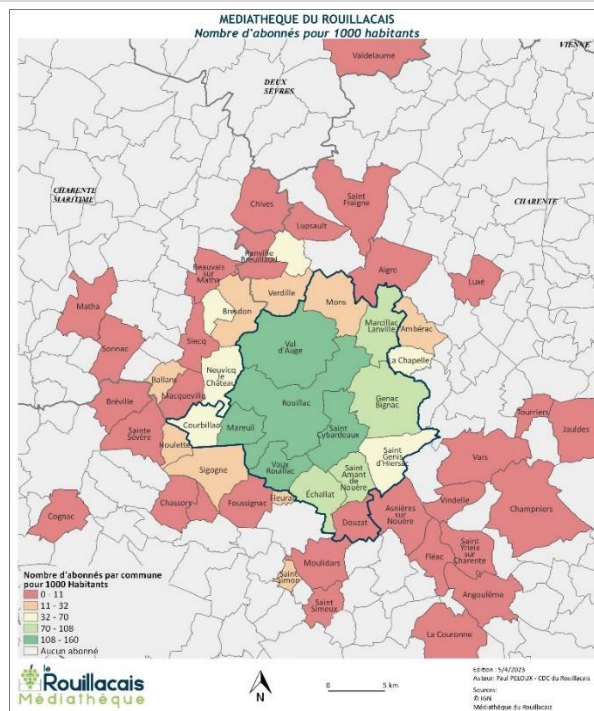 MEDIATHEQUE DU ROUILLACAIS
Nombre d'abonnés pour 1000 habitants
VIENNE
Valdelaume
DEUX
SEVRES
CHARENTE
MARITIME
CHARENTE
Saint
Fraigne
Chives
Lupsault
Ranville
Breuillaud
Beauvais
sur
Matha
Aigre
Luxé
Verdille
Mons
Bresdon
Matha
Marcillac
Lanville
Ambérac
Siecq
Val
d'Auge
Sonnac
Neuvicq
le
Château
La Chapelle
Ballans
Macqueville
Rouillac
Genac
Bignac
Bréville
Sainte
Sévère
Courbillac
Mareuil
Saint
Cybardeaux
Tourriers
Jauldes
Houlette
Saint
Genis
d'Hiersac
Vars
Sigogne
Vaux
Rouillac
Saint
Amant
de
Nouère
Échallat
Fleurac
Chassors
Foussignac
Vindelle
Champniers
Cognac
Douzat
Asnières
sur
Nouère
Moulidars
Fléac
Saint
Yrieix
sur
Charente
Saint
Simon
Angoulême
Saint
Simeux
La Couronne
Nombre d'abonnés par commune
pour 1000 Habitants
0 - 11
11 - 32
32 - 70
70 - 108
108 - 160
Aucun abonné
le
Rouillacais
Médiathèque
N
0
5 km
Edition : 5/4/2023
Auteur: Paul PELOUX - CDC du Rouillacais
Sources:
© IGN
Médiathèque du Rouillacais